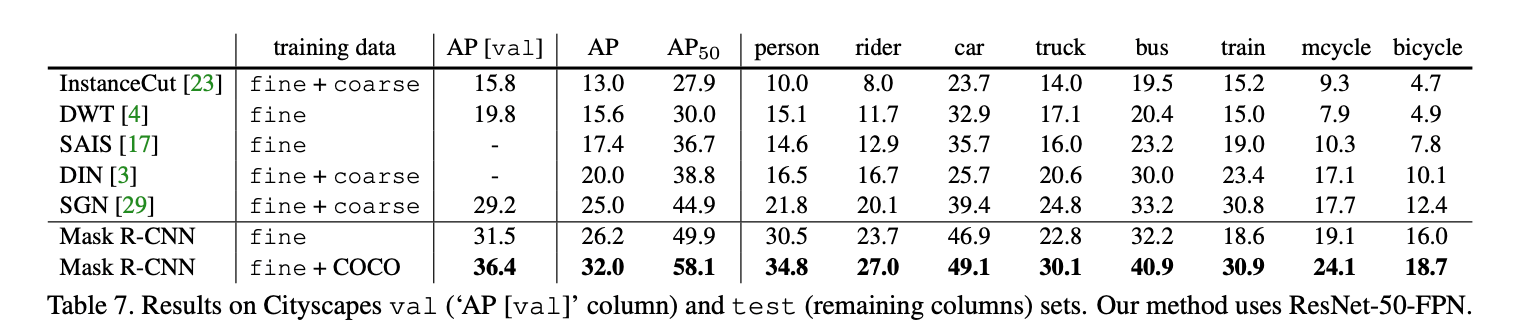 training data AP [val] AP AP50 person rider car truck bus train mcycle bicycle
InstanceCut [23] fine + coarse 15.8 13.0 27.9 10.0 8.0 23.7 14.0 19.5 15.2 9.3 4.7
DWT [4] fine 19.8 15.6 30.0 15.1 11.7 32.9 17.1 20.4 15.0 7.9 4.9
SAIS [17] fine - 17.4 36.7 14.6 12.9 35.7 16.0 23.2 19.0 10.3 7.8
DIN [3] fine + coarse - 20.0 38.8 16.5 16.7 25.7 20.6 30.0 23.4 17.1 10.1
SGN [29] fine + coarse 29.2 25.0 44.9 21.8 20.1 39.4 24.8 33.2 30.8 17.7 12.4
Mask R-CNN fine 31.5 26.2 49.9 30.5 23.7 46.9 22.8 32.2 18.6 19.1 16.0
Mask R-CNN fine + COCO 36.4 32.0 58.1 34.8 27.0 49.1 30.1 40.9 30.9 24.1 18.7
Table 7. Results on Cityscapes val (‘AP [val]’ column) and test (remaining columns) sets. Our method uses ResNet-50-FPN.